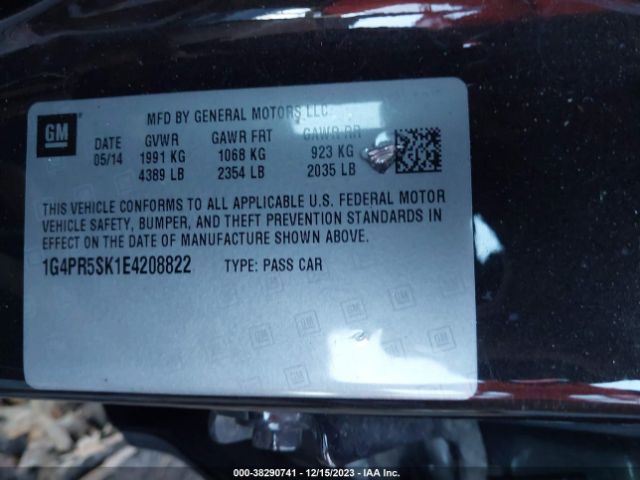 MFD BY GENERAL MOTORS LLC
GM
DATE GVWR GAWR FRT GAWR RR
05/14 1991 KG 1068 KG 923 KG
4389 LB 2354 LB 2035 LB
THIS VEHICLE CONFORMS TO ALL APPLICABLE U.S. FEDERAL MOTOR
VEHICLE SAFETY, BUMPER, AND THEFT PREVENTION STANDARDS IN
EFFECT ON THE DATE OF MANUFACTURE SHOWN ABOVE.
1G4PR5SK1E4208822 TYPE: PASS CAR
000-38290741 - 12/15/2023 - IAA Inc.